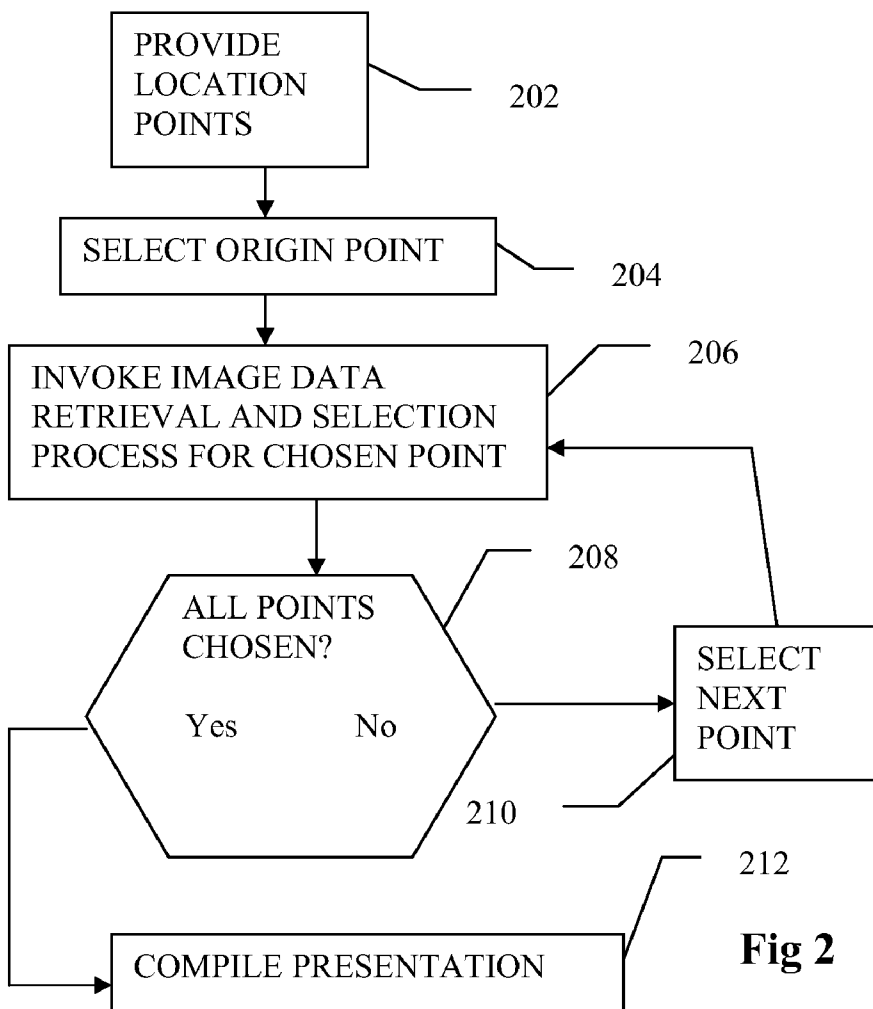 PROVIDE
LOCATION
POINTS
202
SELECT ORIGIN POINT
204
INVOKE IMAGE DATA
RETRIEVAL AND SELECTION
PROCESS FOR CHOSEN POINT
206
ALL POINTS
CHOSEN?
Yes No
208
SELECT
NEXT
POINT
210
COMPILE PRESENTATION
212
Fig 2